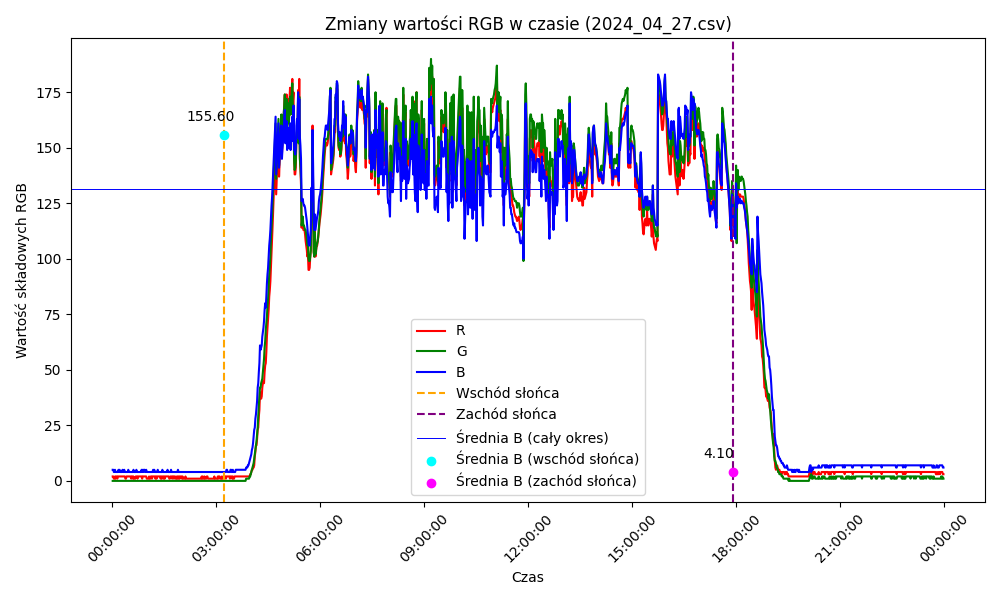 Zmiany wartości RGB w czasie (2024_04_27.csv)
Wartość składowych RGB
175
150
125
100
75
50
25
0
155.60
4.10
R
G
B
Wschód słońca
Zachód słońca
Średnia B (cały okres)
Średnia B (wschód słońca)
Średnia B (zachód słońca)
00:00:00
03:00:00
06:00:00
09:00:00
12:00:00
15:00:00
18:00:00
21:00:00
00:00:00
Czas